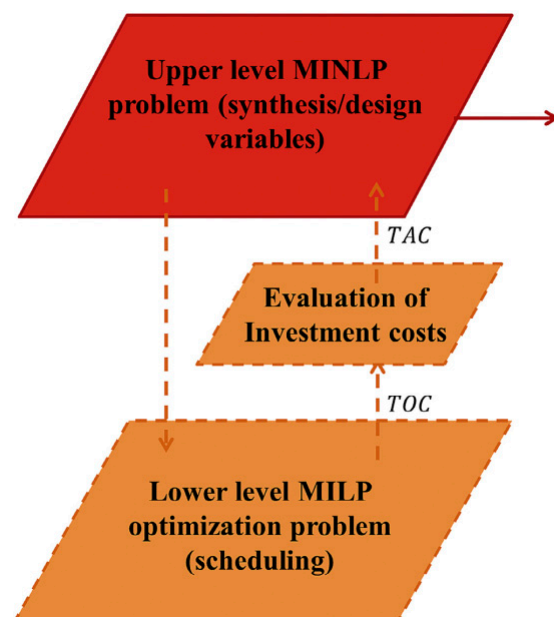 Upper level MINLP
problem (synthesis/design
variables)
TAC
Evaluation of
Investment costs
TOC
Lower level MILP
optimization problem
(scheduling)